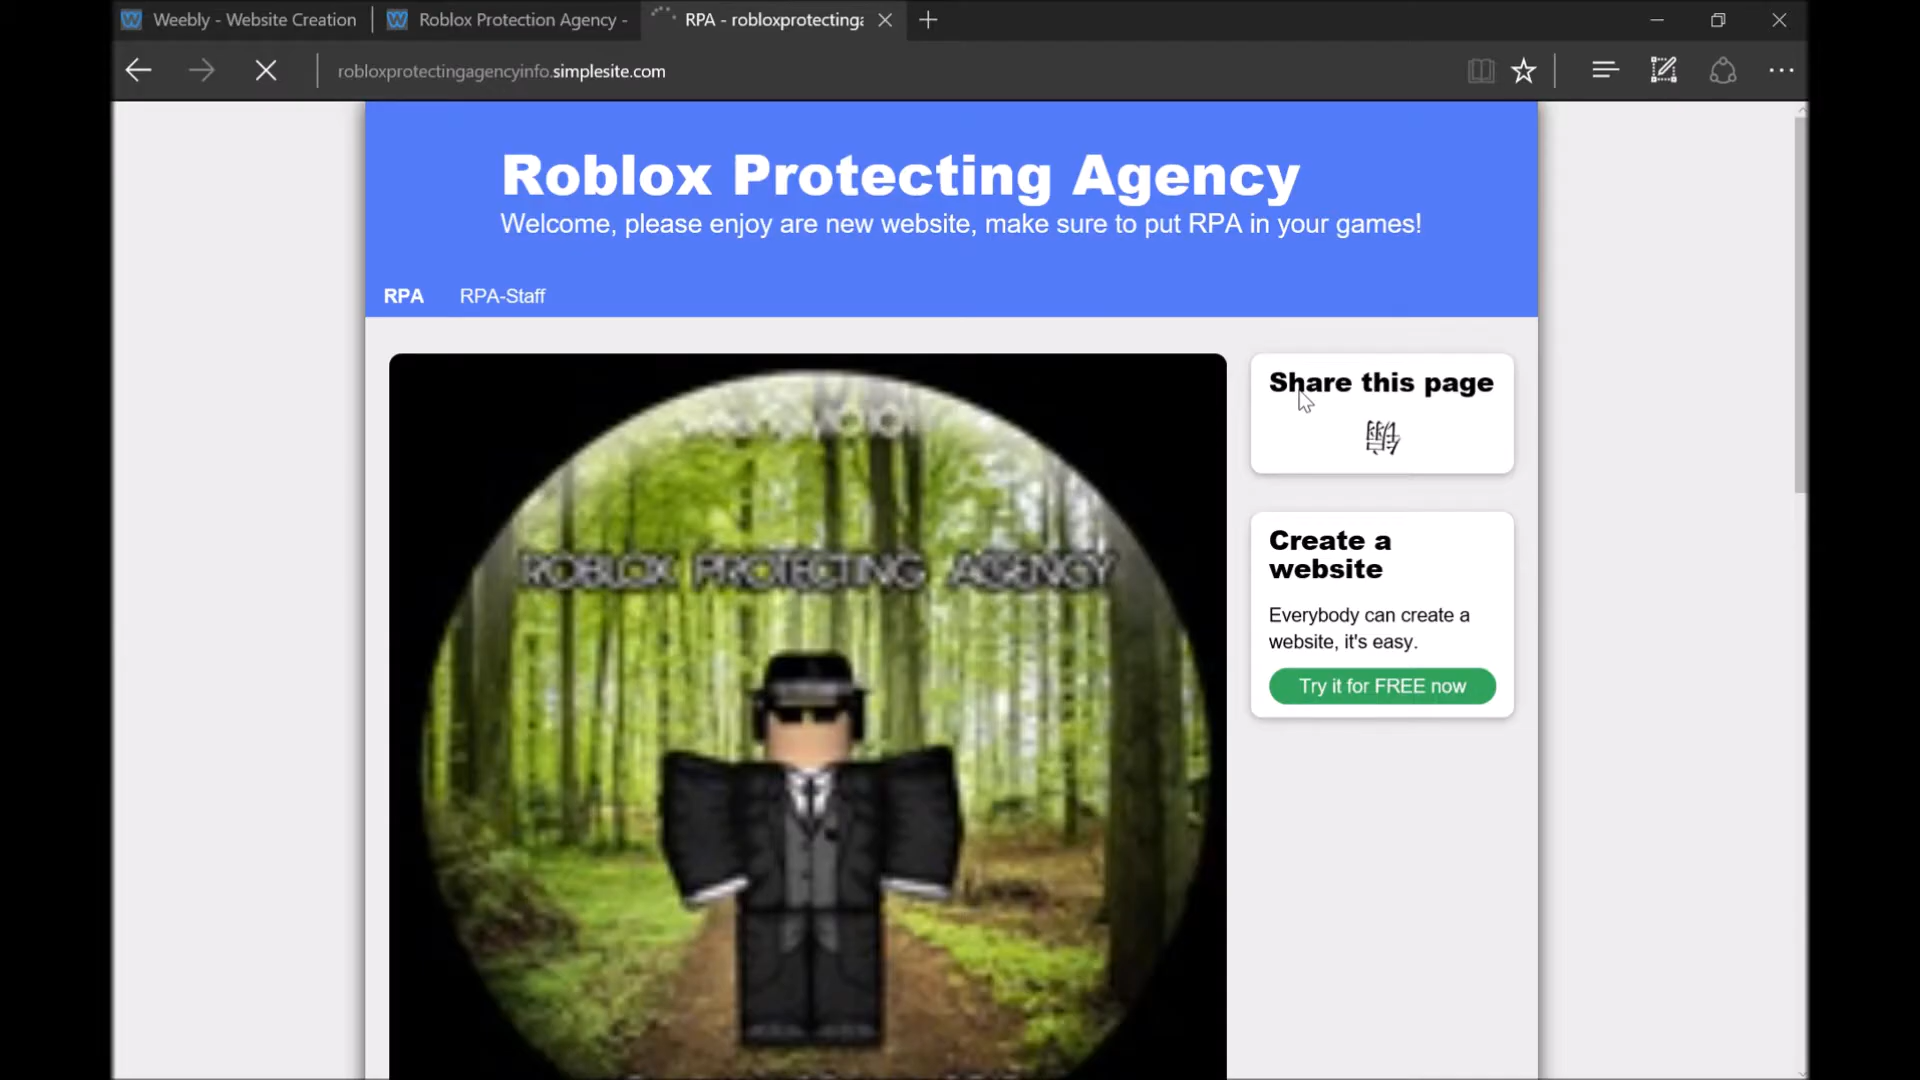 Weebly - Website Creation
Roblox Protection Agency -
RPA - robloxprotectinga
robloxprotectingagencyinfo.simplesite.com
Roblox Protecting Agency
Welcome, please enjoy are new website, make sure to put RPA in your games!
RPA
RPA-Staff
ROBLOX PROTECTING AGENCY
Share this page
Create a
website
Everybody can create a
website, it's easy.
Try it for FREE now